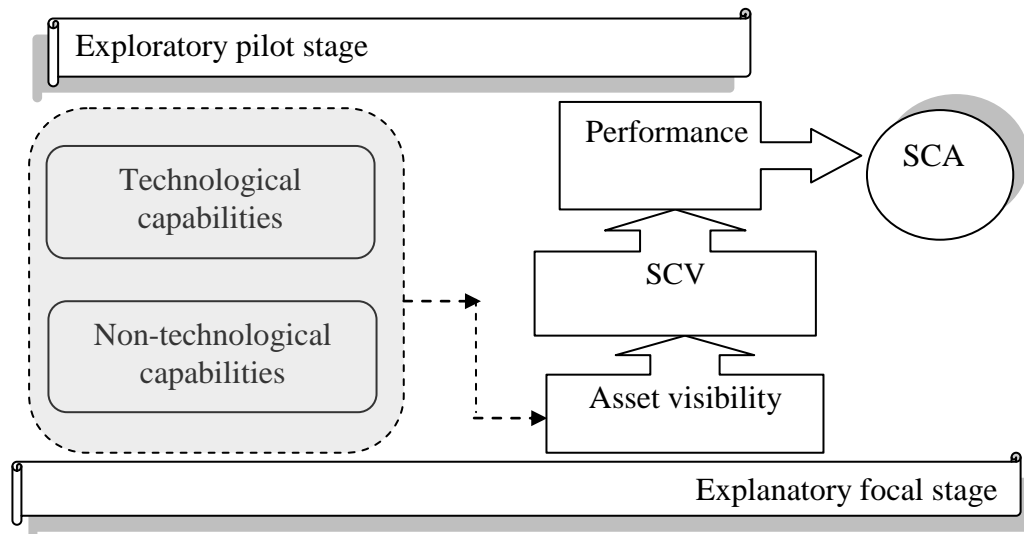 Exploratory pilot stage
Technological
capabilities
Non-technological
capabilities
Performance
SCA
SCV
Asset visibility
Explanatory focal stage